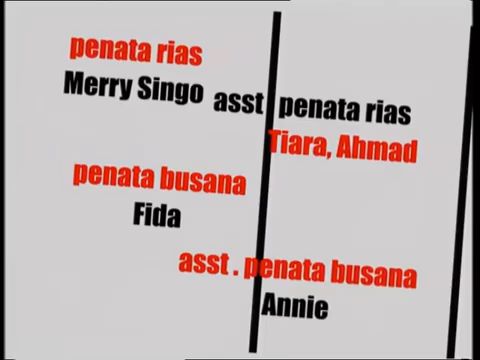 penata rias
Merry Singo
asst penata rias
Tiara, Ahmad
penata busana
Fida
asst . penata busana
Annie